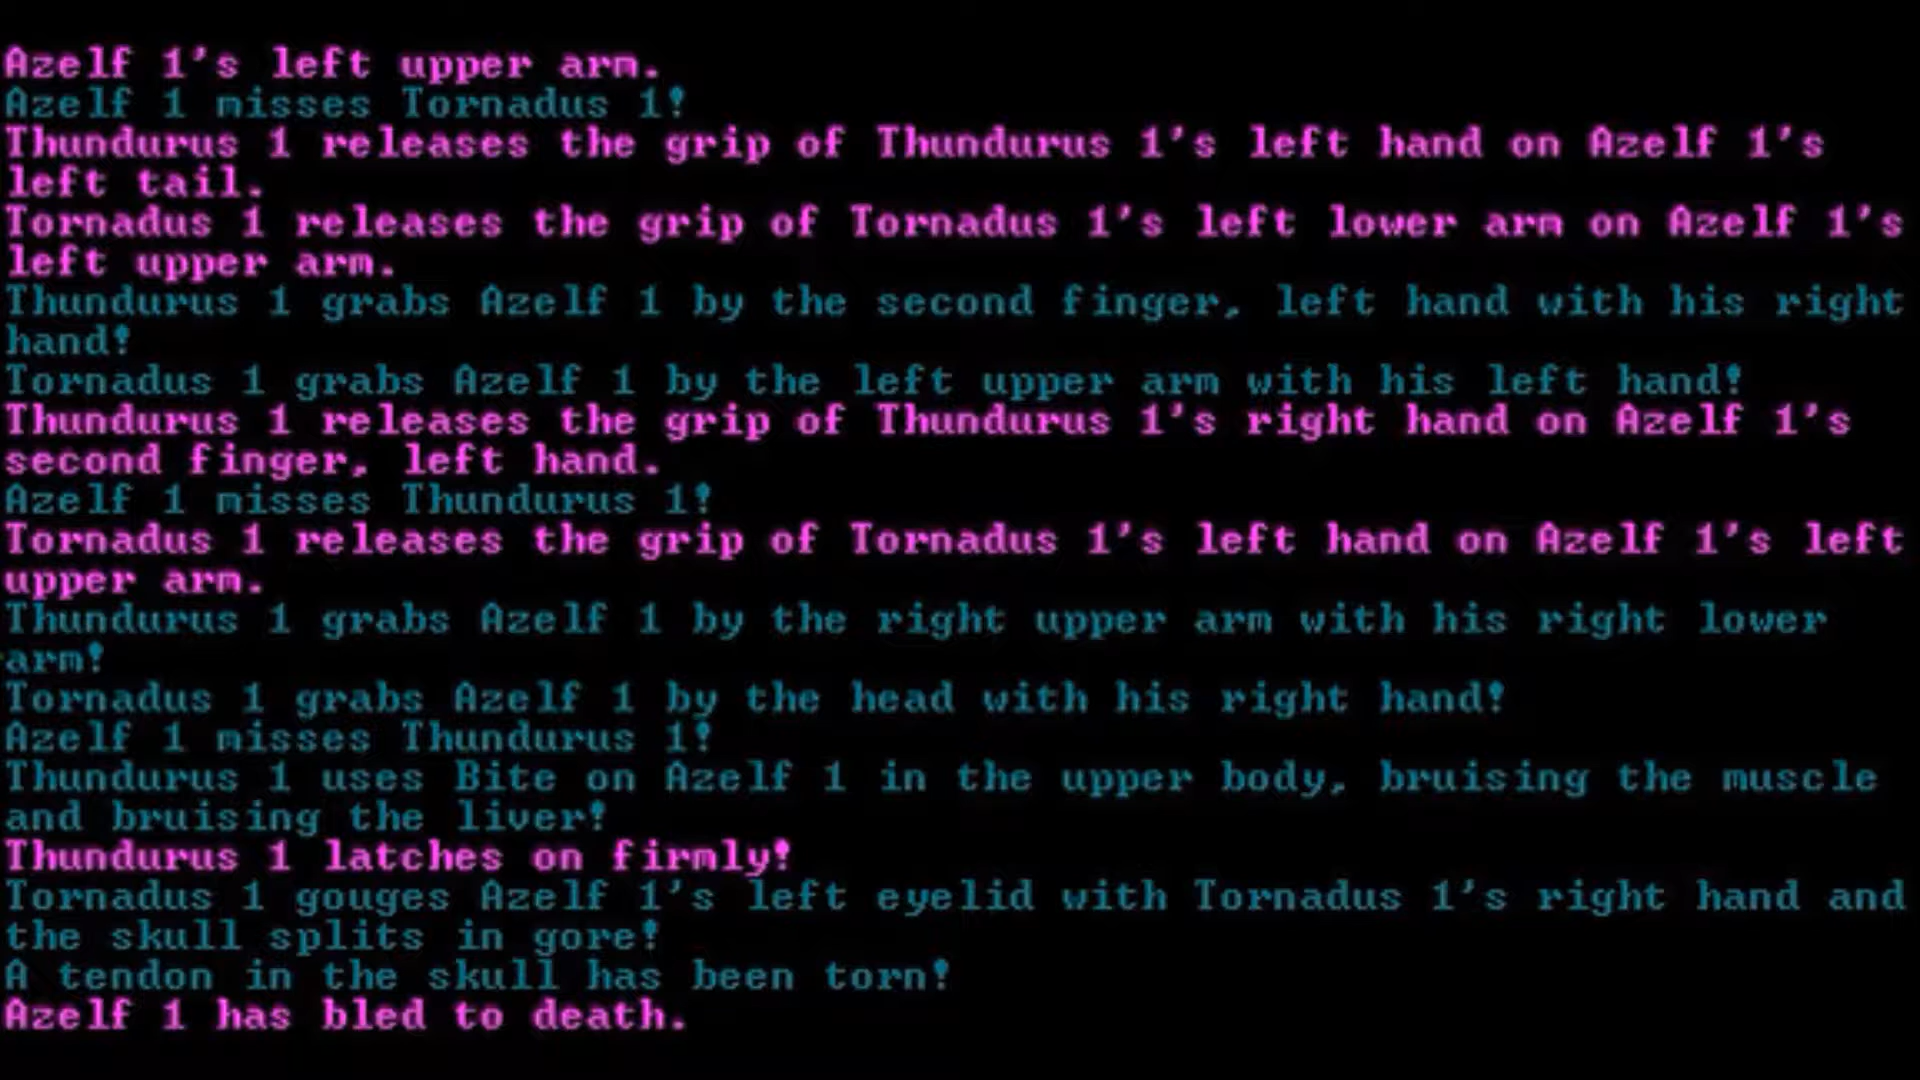 Azelf 1's left upper arm.
Azelf 1 misses Tornadus 1!
Thundurus 1 releases the grip of Thundurus 1's left hand on Azelf 1's
left tail.
Tornadus 1 releases the grip of Tornadus 1's left lower arm on Azelf 1's
left upper arm.
Thundurus 1 grabs Azelf 1 by the second finger, left hand with his right
hand!
Tornadus 1 grabs Azelf 1 by the left upper arm with his left hand!
Thundurus 1 releases the grip of Thundurus 1's right hand on Azelf 1's
second finger, left hand.
Azelf 1 misses Thundurus 1!
Tornadus 1 releases the grip of Tornadus 1's left hand on Azelf 1's left
upper arm.
Thundurus 1 grabs Azelf 1 by the right upper arm with his right lower
arm!
Tornadus 1 grabs Azelf 1 by the head with his right hand!
Azelf 1 misses Thundurus 1!
Thundurus 1 uses Bite on Azelf 1 in the upper body, bruising the muscle
and bruising the liver!
Thundurus 1 latches on firmly!
Tornadus 1 gouges Azelf 1's left eyelid with Tornadus 1's right hand and
the skull splits in gore!
A tendon in the skull has been torn!
Azelf 1 has bled to death.